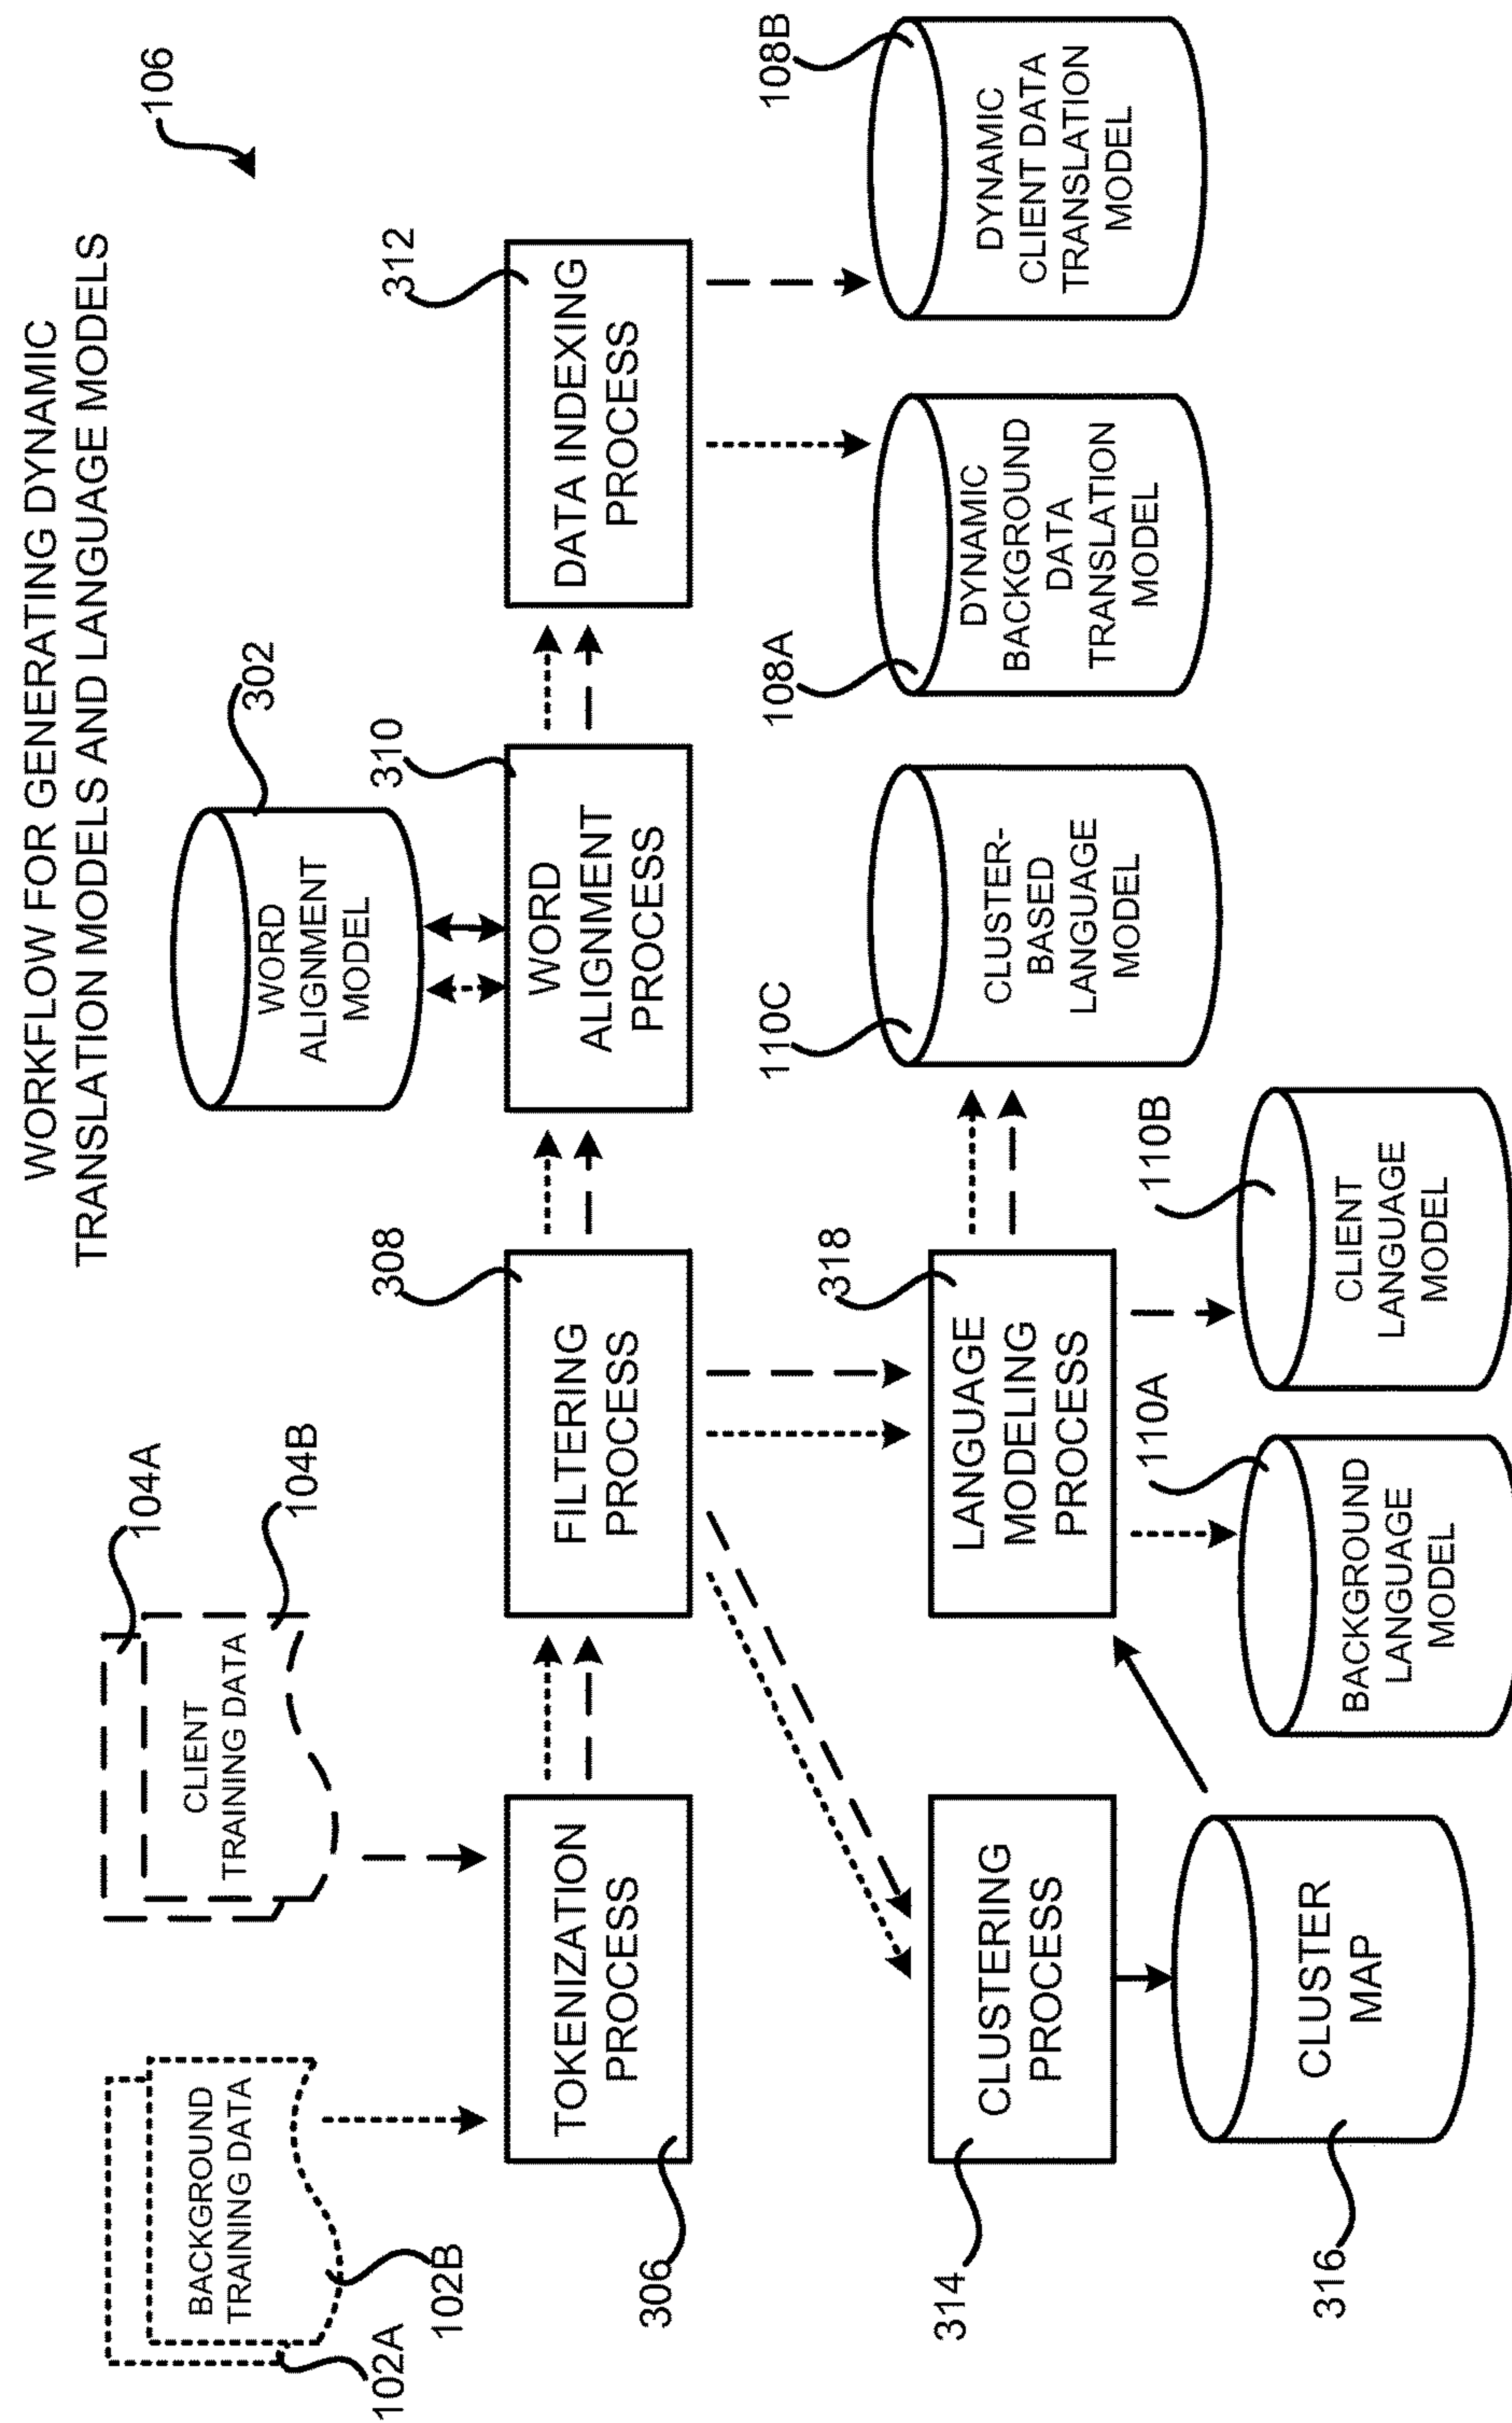 WORKFLOW FOR GENERATING DYNAMIC
TRANSLATION MODELS AND LANGUAGE MODELS
106
102A
102B
BACKGROUND
TRAINING DATA
104A
104B
CLIENT
TRAINING DATA
302
WORD
ALIGNMENT
MODEL
306
TOKENIZATION
PROCESS
308
FILTERING
PROCESS
310
WORD
ALIGNMENT
PROCESS
312
DATA INDEXING
PROCESS
314
CLUSTERING
PROCESS
318
LANGUAGE
MODELING
PROCESS
110C
CLUSTER-
BASED
LANGUAGE
MODEL
108A
DYNAMIC
BACKGROUND
DATA
TRANSLATION
MODEL
108B
DYNAMIC
CLIENT DATA
TRANSLATION
MODEL
316
CLUSTER
MAP
110A
BACKGROUND
LANGUAGE
MODEL
110B
CLIENT
LANGUAGE
MODEL